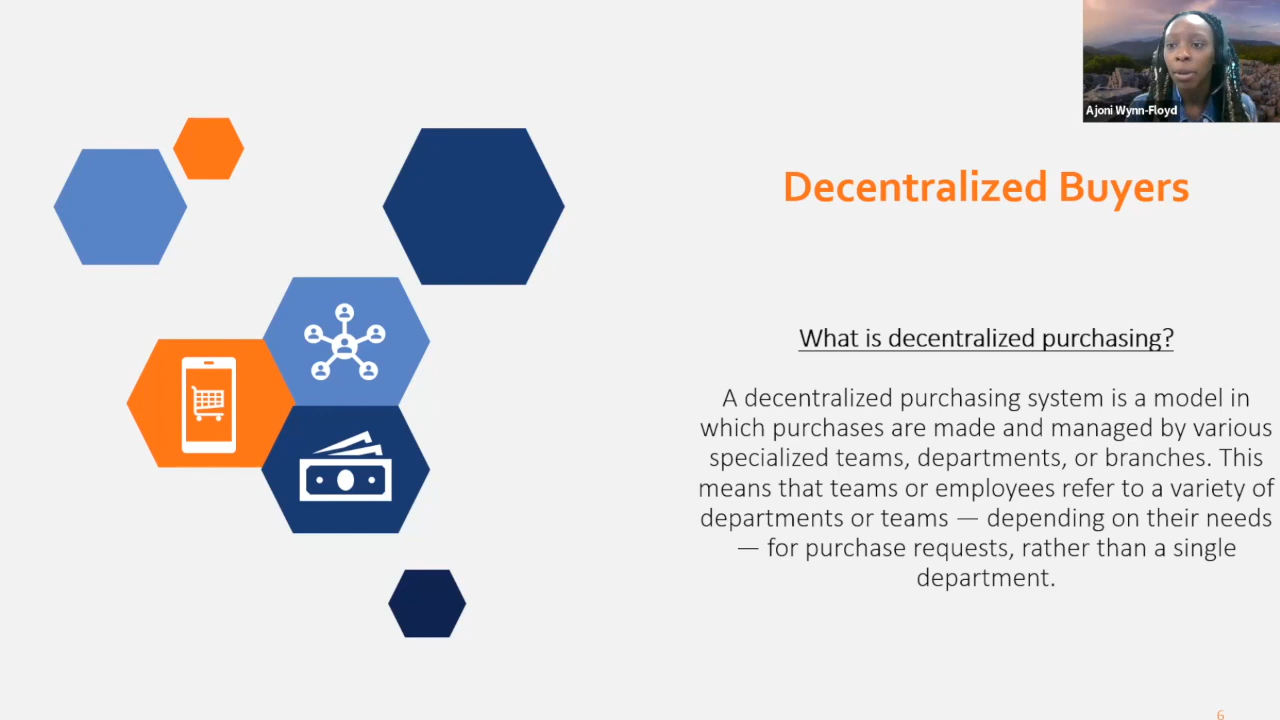 Ajoni Wynn-Floyd
Decentralized Buyers
What is decentralized purchasing?
A decentralized purchasing system is a model in
which purchases are made and managed by various
specialized teams, departments, or branches. This
means that teams or employees refer to a variety of
departments or teams — depending on their needs
— for purchase requests, rather than a single
department.
6